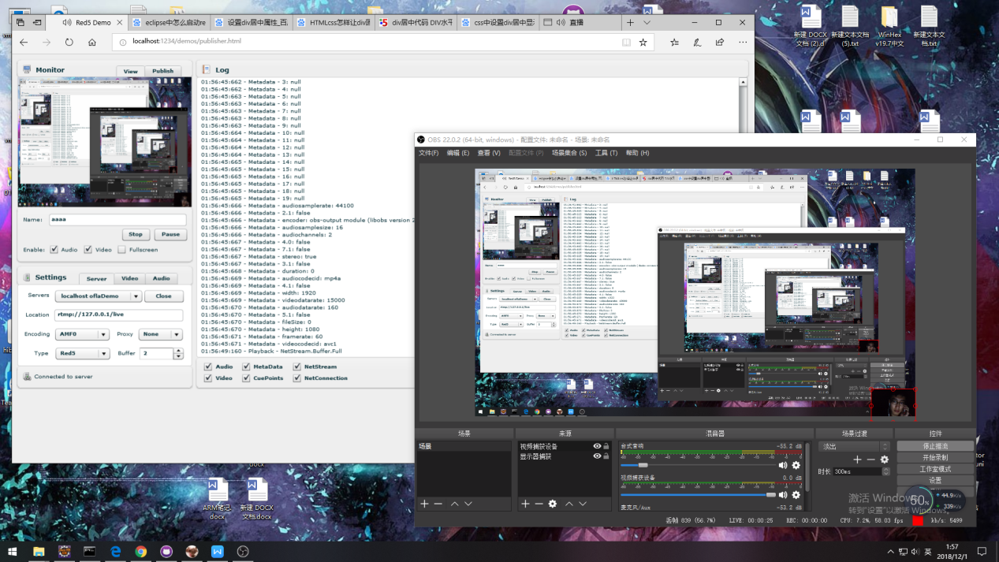 Red5 Demo
eclipse中怎么启动re
设置div居中属性_百
HTMLcss怎样让div居
div居中代码 DIV水平
css中设置div居中显
直播
localhost:1234/demos/publisher.html
Monitor
View
Publish
Name:
aaaa
Stop
Pause
Enable:
Audio
Video
Fullscreen
Settings
Server
Video
Audio
Servers
localhost oflaDemo
Close
Location:
rtmp://127.0.0.1/live
Encoding
AMF0
Proxy
None
Type
Red5
Buffer
2
Connected to server
Log
01:56:45:662 - Metadata - 3: null
01:56:45:662 - Metadata - 4: null
01:56:45:663 - Metadata - 5: null
01:56:45:663 - Metadata - 6: null
01:56:45:663 - Metadata - 7: null
01:56:45:663 - Metadata - 8: null
01:56:45:663 - Metadata - 9: null
01:56:45:664 - Metadata - 10: null
01:56:45:664 - Metadata - 11: null
01:56:45:664 - Metadata - 12: null
01:56:45:664 - Metadata - 13: null
01:56:45:665 - Metadata - 14: null
01:56:45:665 - Metadata - 15: null
01:56:45:665 - Metadata - 16: null
01:56:45:665 - Metadata - 17: null
01:56:45:665 - Metadata - 18: null
01:56:45:665 - Metadata - 19: null
01:56:45:666 - Metadata - audiosamplerate: 44100
01:56:45:666 - Metadata - 2.1: false
01:56:45:666 - Metadata - encoder: obs-output module (libobs version 2
01:56:45:666 - Metadata - audiosamplesize: 16
01:56:45:666 - Metadata - audiochannels: 2
01:56:45:667 - Metadata - 4.0: false
01:56:45:667 - Metadata - 7.1: false
01:56:45:667 - Metadata - stereo: true
01:56:45:667 - Metadata - 3.1: false
01:56:45:668 - Metadata - duration: 0
01:56:45:669 - Metadata - audiocodecid: mp4a
01:56:45:669 - Metadata - 4.1: false
01:56:45:669 - Metadata - width: 1920
01:56:45:669 - Metadata - videodatarate: 15000
01:56:45:670 - Metadata - audiodatarate: 160
01:56:45:670 - Metadata - 5.1: false
01:56:45:670 - Metadata - fileSize: 0
01:56:45:670 - Metadata - height: 1080
01:56:45:671 - Metadata - framerate: 60
01:56:45:671 - Metadata - videocodecid: avc1
01:56:49:160 - Playback - NetStream.Buffer.Full
Audio
MetaData
NetStream
Video
CuePoints
NetConnection
新建 DOCX
文档 (2).d
新建文本文档
(5).txt
WinHex
v19.7中文
新建文本文
档.txt
OBS 22.0.2 (64-bit, windows) - 配置文件: 未命名 - 场景: 未命名
文件(F)
编辑 (E)
查看 (V)
配置文件 (P)
场景集合 (S)
工具 (T)
帮助 (H)
场景
来源
混音器
场景过渡
控件
场景
视频捕获设备
显示器捕获
台式音响
-55.2 dB
视频捕获设备
0.0 dB
麦克风/Aux
-53.2 dB
淡出
时长
300ms
停止推流
开始录制
工作室模式
设置
激活 Windows
转到"设置"以激活 Windows。
50%
+ 44.9K/s
+ 339K/s
丢帧 839 (56.7%)
LIVE: 00:00:25
REC: 00:00:00
CPU: 7.2%, 58.03 fps
kb/s: 5499
docx
ARM笔记.
docx
新建 DOCX
文档.docx
英
1:57
2018/12/1